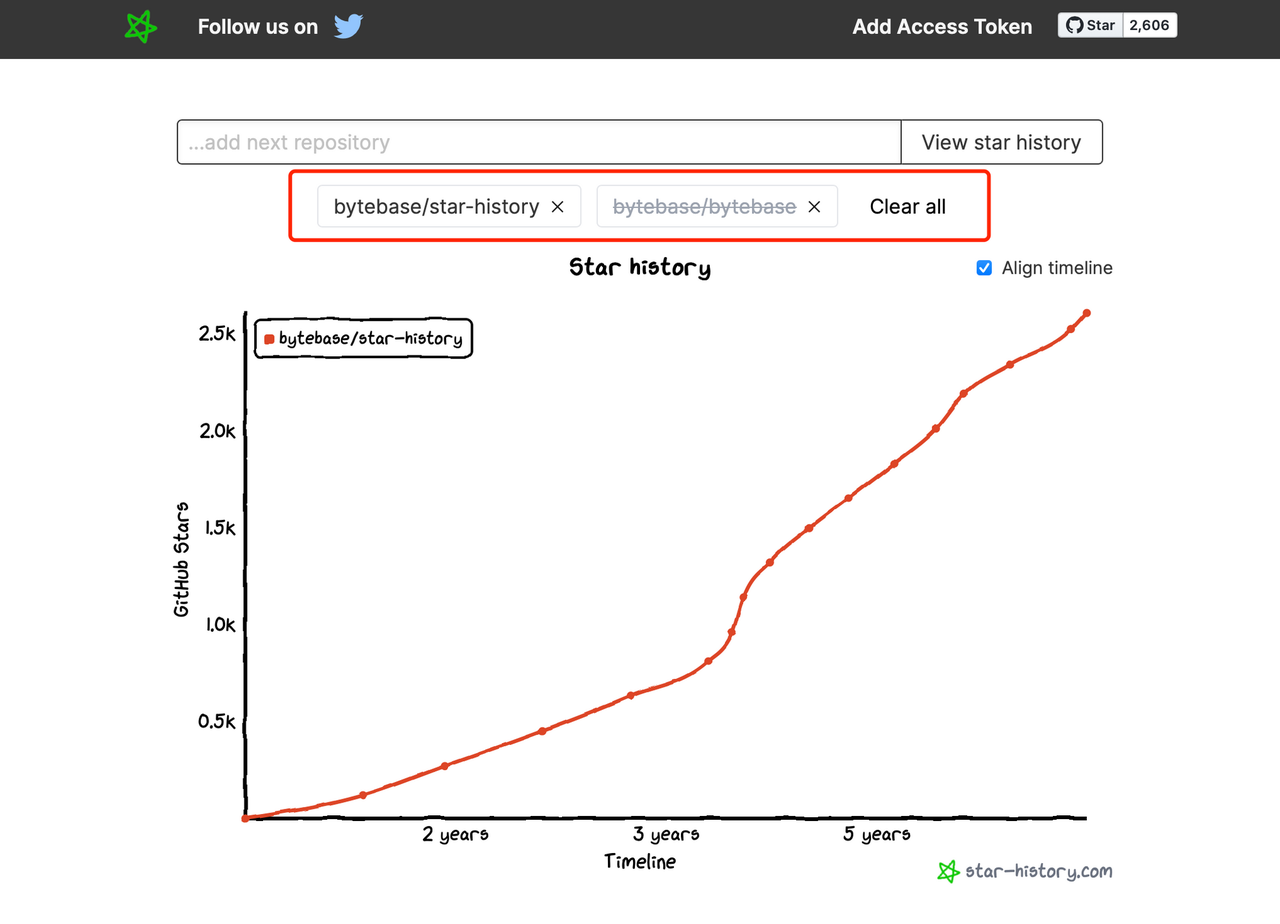 Follow us on
Add Access Token
Star 2,606
...add next repository
View star history
bytebase/star-history
bytebase/bytebase
Clear all
Star history
Align timeline
bytebase/star-history
2.5k
2.0k
1.5k
1.0k
0.5k
GitHub Stars
2 years
3 years
5 years
Timeline
star-history.com